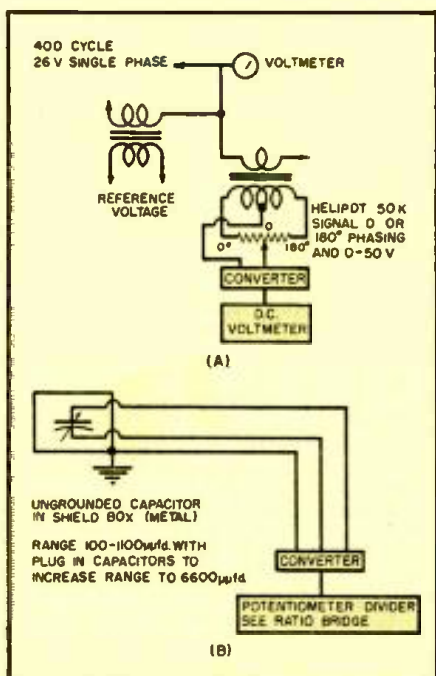 400 CYCLE
26 V SINGLE PHASE
VOLTMETER
REFERENCE
VOLTAGE
HELIPOT 50K
SIGNAL 0 OR
180° PHASING
AND 0-50 V
0
0°
180°
CONVERTER
D.C.
VOLTMETER
(A)
UNGROUNDED CAPACITOR
IN SHIELD BOX (METAL)
RANGE 100-1100μμfd. WITH
PLUG IN CAPACITORS TO
INCREASE RANGE TO 6600μμfd.
CONVERTER
POTENTIOMETER DIVIDER
SEE RATIO BRIDGE
(B)